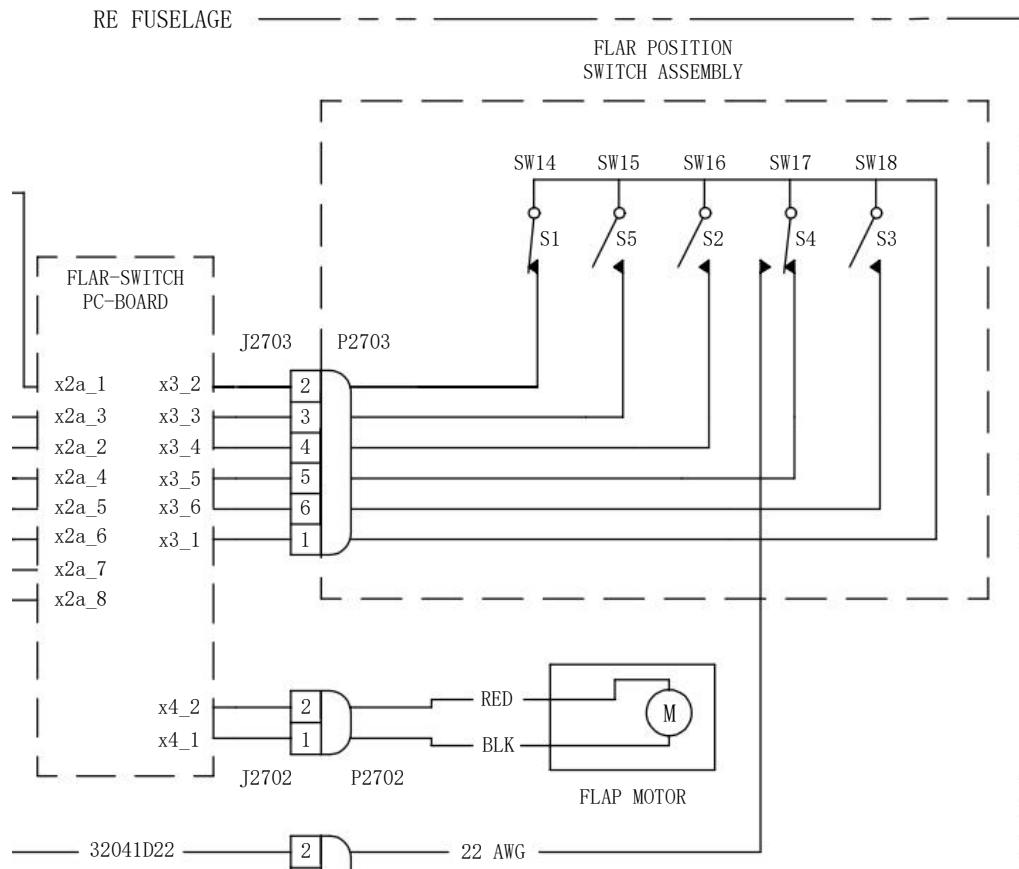 RE FUSELAGE
FLAR POSITION
SWITCH ASSEMBLY
SW14 SW15 SW16 SW17 SW18
S1 S5 S2 S4 S3
FLAR-SWITCH
PC-BOARD
J2703 P2703
x2a_1 x3_2 2
x2a_3 x3_3 3
x2a_2 x3_4 4
x2a_4 x3_5 5
x2a_5 x3_6 6
x2a_6 x3_1 1
x2a_7
x2a_8
x4_2 2 RED
M
x4_1 1 BLK
J2702 P2702
FLAP MOTOR
32041D22 2 22 AWG